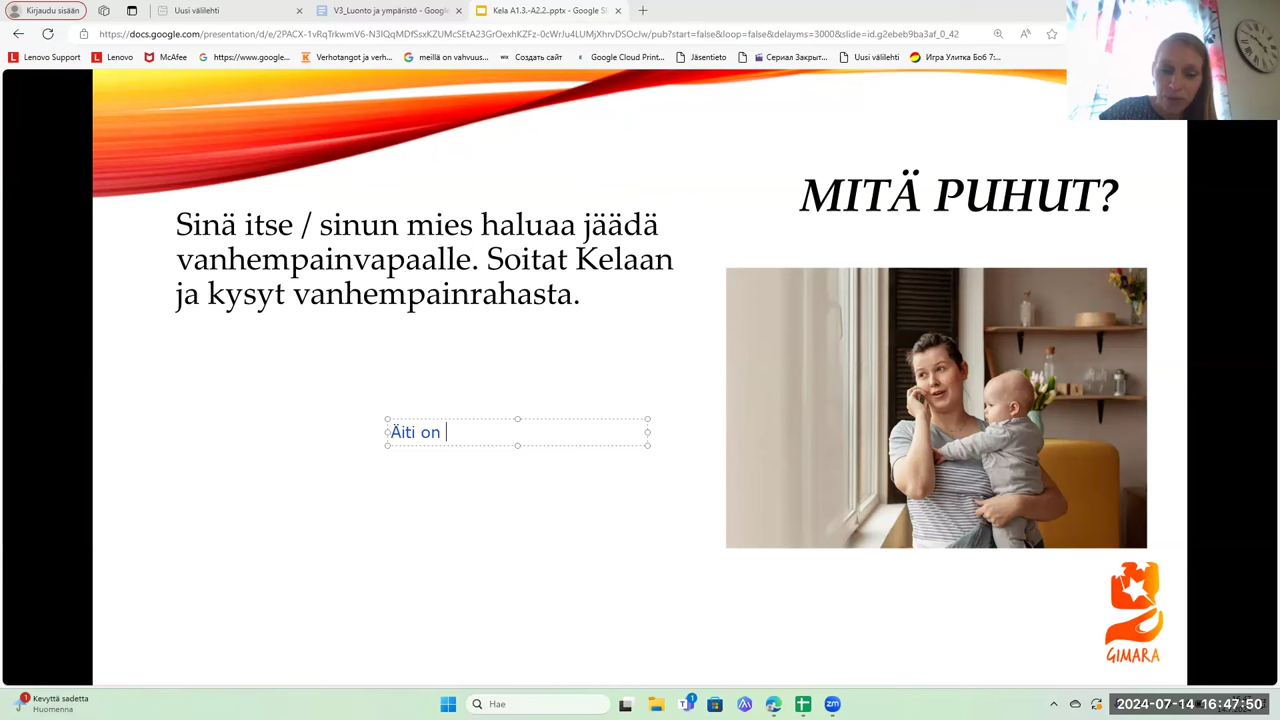 Kirjaudu sisään
Uusi välilehti
V3_Luonto ja ympäristö - Google
Kela A1.3.-A2.2..pptx - Google S
https://docs.google.com/presentation/d/e/2PACX-1vRqTrkwmV6-N3IQqMDfSsxKZUMcSEtA23GrOexhKZFz-0cWrJu4LUMjXhrvDSOcJw/pub?start=false&loop=false&delayms=3000&slide=id.g2ebeb9ba3af_0_42
Lenovo Support
Lenovo
McAfee
https://www.google...
Verhotangot ja verh...
meillä on vahvuus...
Создать сайт
Google Cloud Print...
Jäsentieto
Сериал Закрыт...
Uusi välilehti
Игра Улитка Боб 7:...
MITÄ PUHUT?
Sinä itse / sinun mies haluaa jäädä
vanhempainvapaalle. Soitat Kelaan
ja kysyt vanhempainrahasta.
Äiti on
GIMARA
1
Kevyttä sadetta
Huomenna
Hae
1
zm
2024-07-14 16:47:50